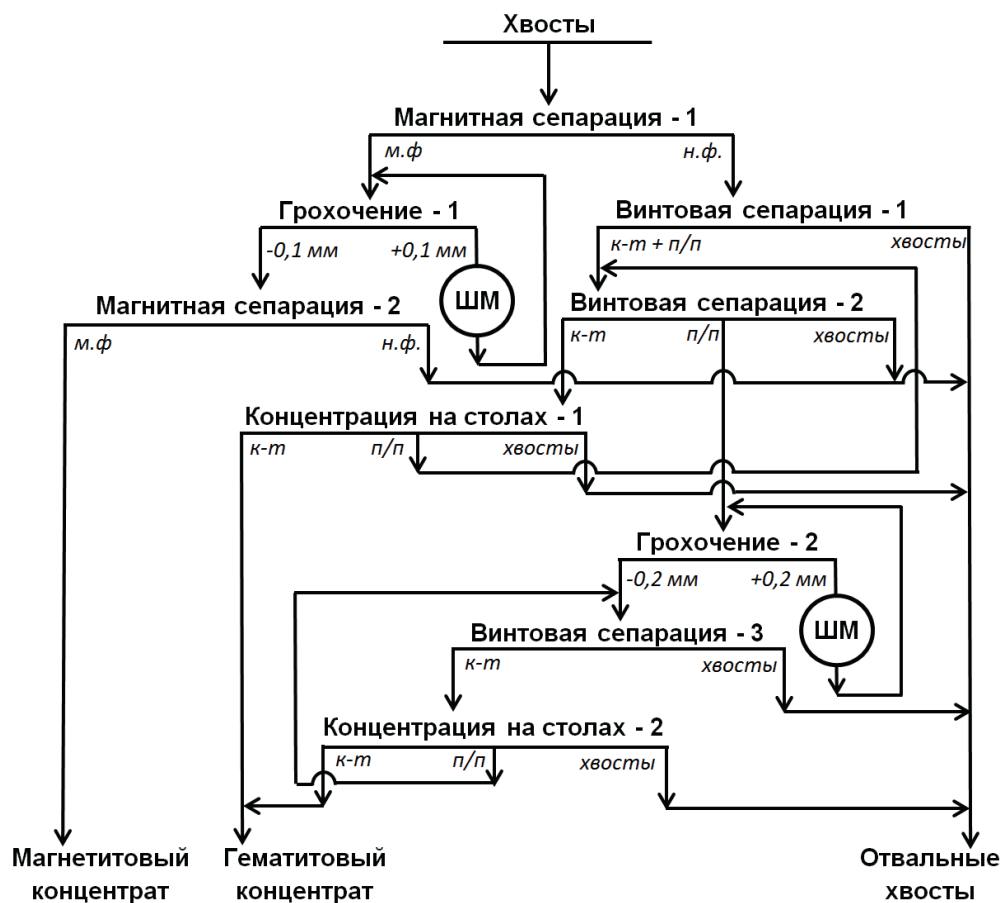 Хвосты
Магнитная сепарация - 1
м.ф
н.ф.
Грохочение - 1
Винтовая сепарация - 1
-0,1 мм
+0,1 мм
к-т + п/п
хвосты
ШМ
Магнитная сепарация - 2
Винтовая сепарация - 2
м.ф
н.ф.
к-т
п/п
хвосты
Концентрация на столах - 1
к-т
п/п
хвосты
Грохочение - 2
-0,2 мм
+0,2 мм
ШМ
Винтовая сепарация - 3
к-т
хвосты
Концентрация на столах - 2
к-т
п/п
хвосты
Магнетитовый
концентрат
Гематитовый
концентрат
Отвальные
хвосты